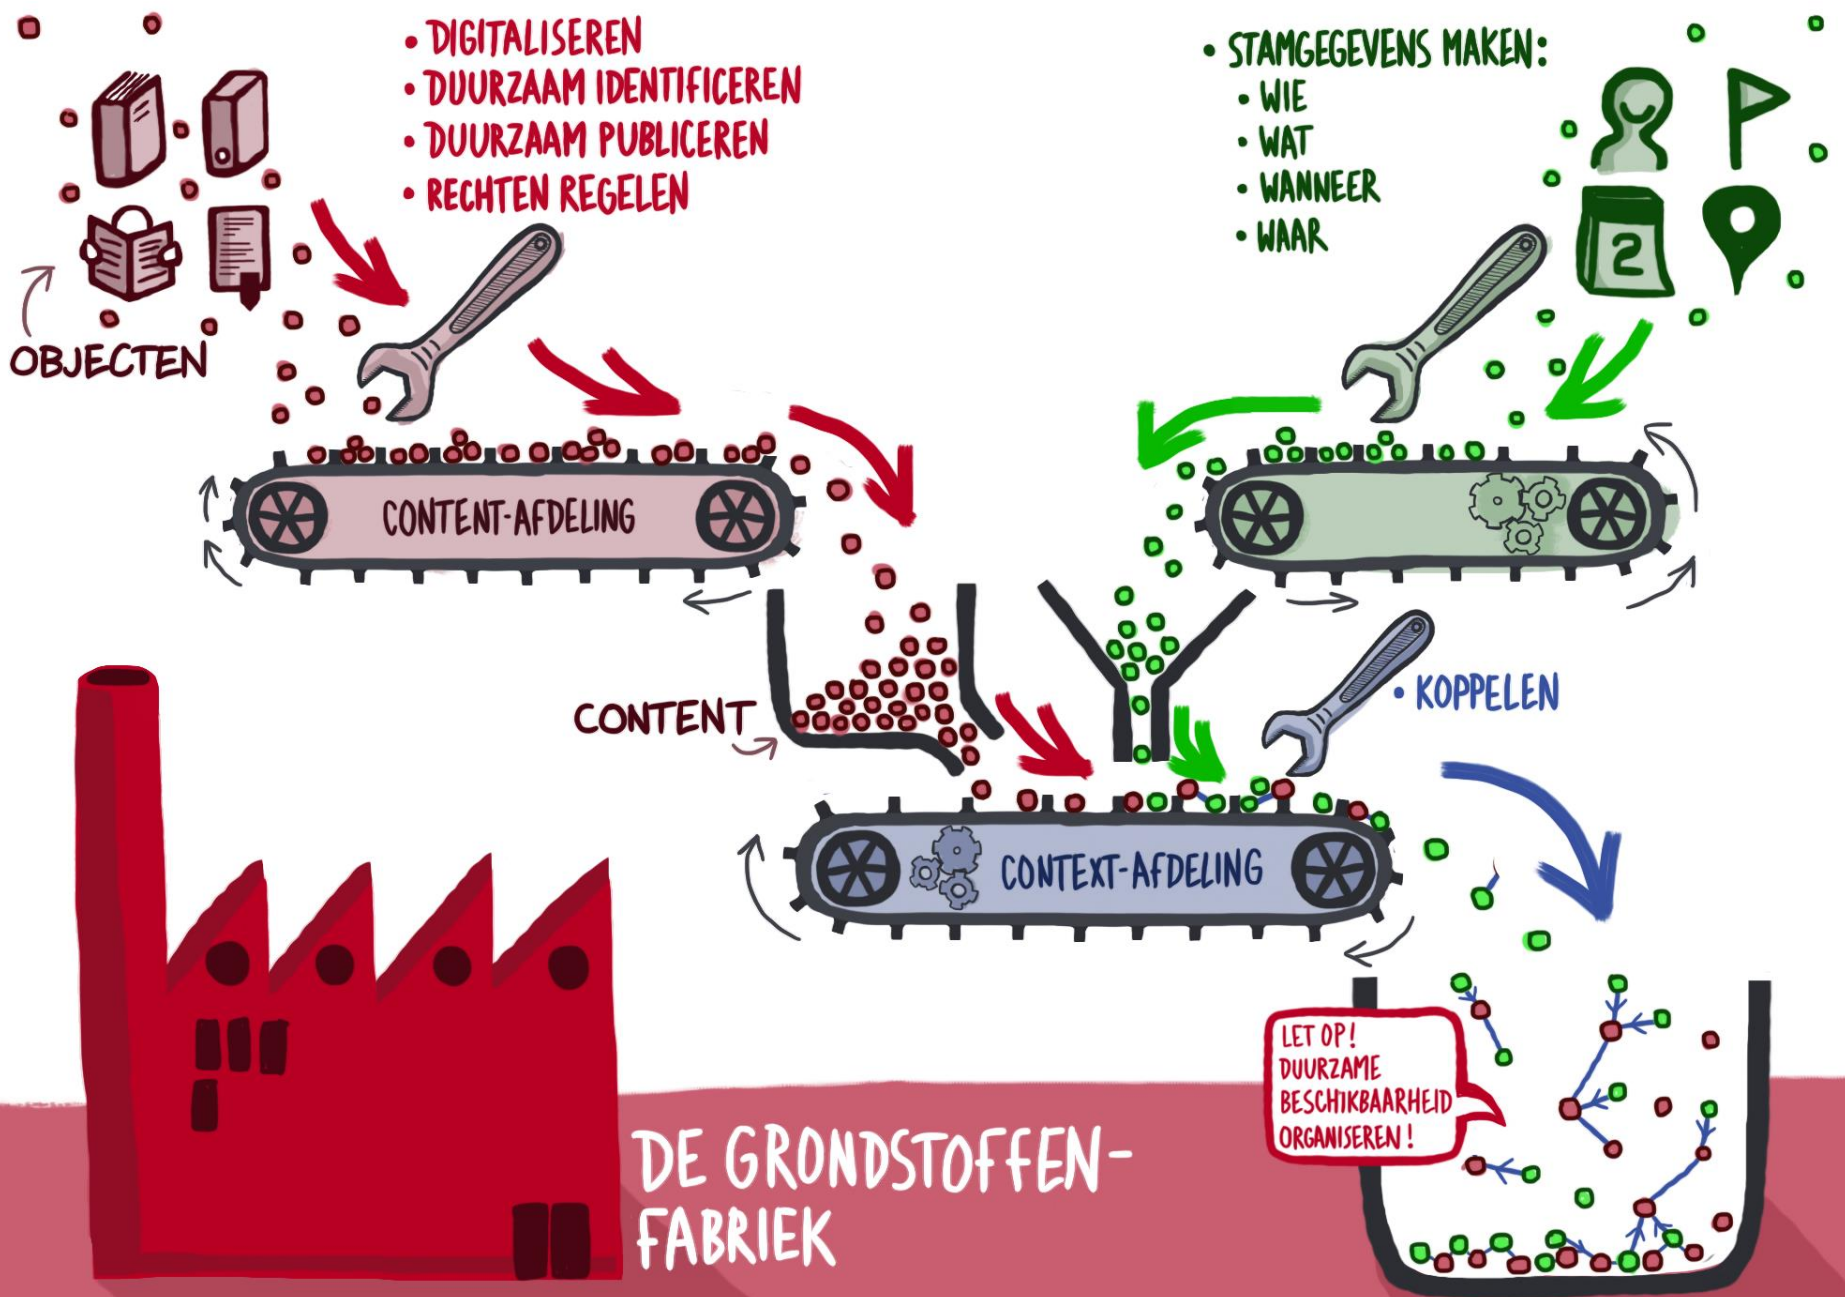 • DIGITALISEREN
• DUURZAAM IDENTIFICEREN
• DUURZAAM PUBLICEREN
• RECHTEN REGELEN
• STAMGEGEVENS MAKEN:
• WIE
• WAT
• WANNEER
• WAAR
2
OBJECTEN
CONTENT-AFDELING
CONTENT
• KOPPELEN
CONTEXT-AFDELING
LET OP!
DUURZAME
BESCHIKBAARHEID
ORGANISEREN!
DE GRONDSTOFFEN-
FABRIEK